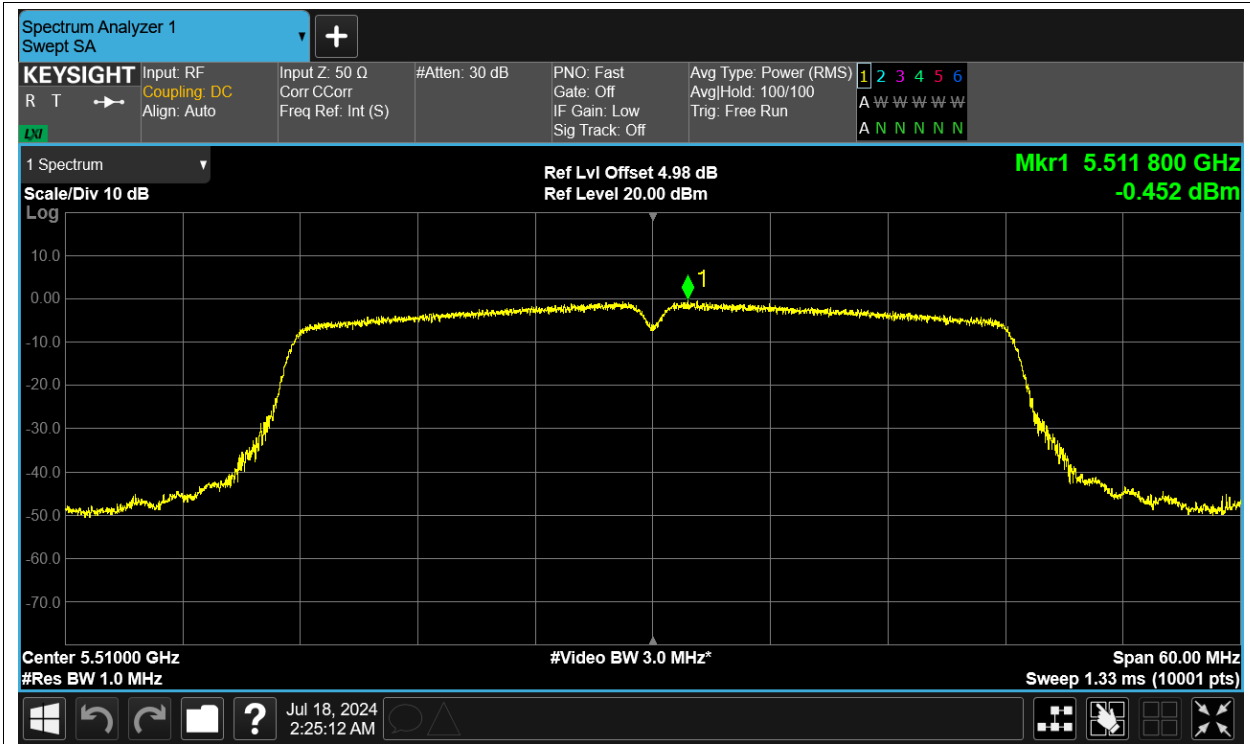 Spectrum Analyzer 1
Swept SA
KEYSIGHT
R T
LXI
Input: RF
Coupling: DC
Align: Auto
Input Z: 50 Ω
Corr CCorr
Freq Ref: Int (S)
#Atten: 30 dB
PNO: Fast
Gate: Off
IF Gain: Low
Sig Track: Off
Avg Type: Power (RMS)
Avg|Hold: 100/100
Trig: Free Run
1 2 3 4 5 6
A W W W W W
A N N N N N
1 Spectrum
Scale/Div 10 dB
Log
Ref Lvl Offset 4.98 dB
Ref Level 20.00 dBm
Mkr1 5.511 800 GHz
-0.452 dBm
10.0
0.00
-10.0
-20.0
-30.0
-40.0
-50.0
-60.0
-70.0
1
Center 5.51000 GHz
#Res BW 1.0 MHz
#Video BW 3.0 MHz*
Span 60.00 MHz
Sweep 1.33 ms (10001 pts)
?
Jul 18, 2024
2:25:12 AM